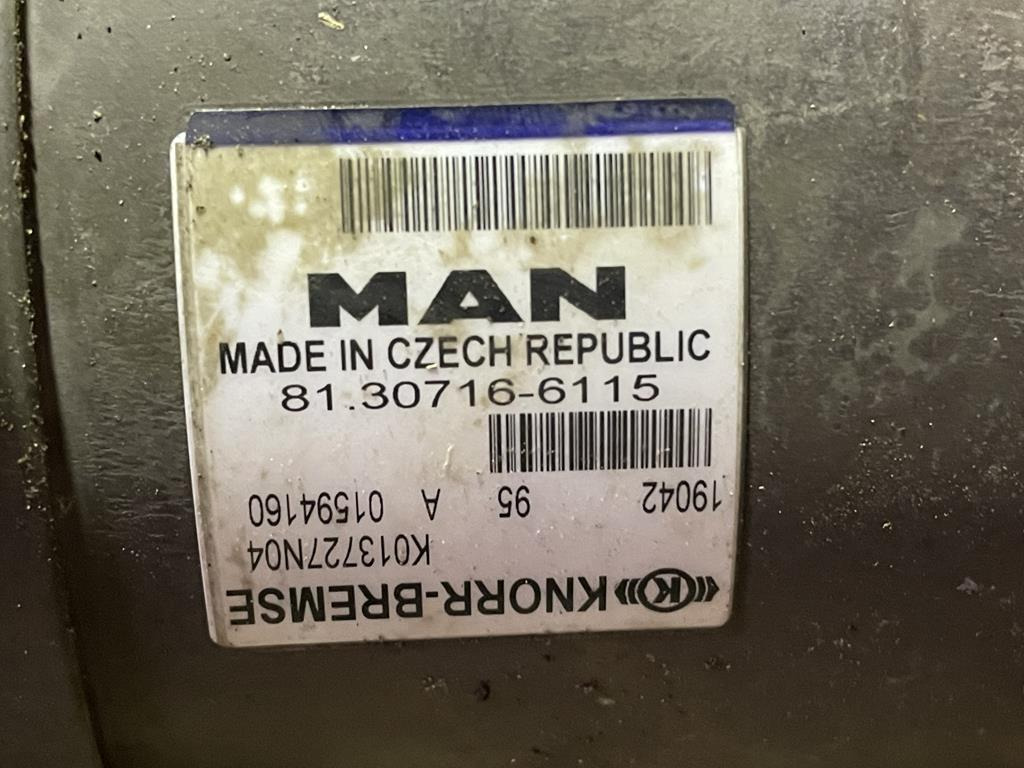 MAN
MADE IN CZECH REPUBLIC
81.30716-6115
K KNORR-BREMSE
K013727N04
19042 95 A 01594160